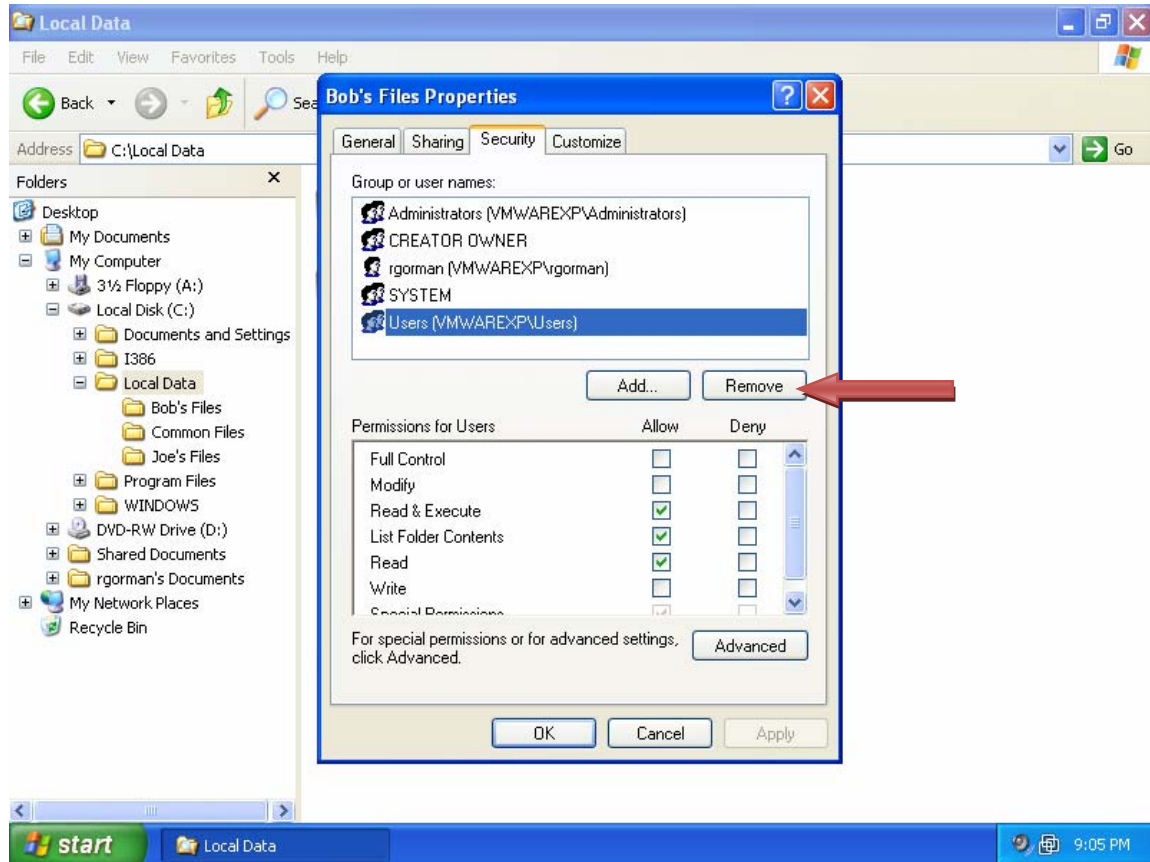 Local Data
File Edit View Favorites Tools Help
Back Sea
Address C:\Local Data Go
Folders
Desktop
My Documents
My Computer
3½ Floppy (A:)
Local Disk (C:)
Documents and Settings
I386
Local Data
Bob's Files
Common Files
Joe's Files
Program Files
WINDOWS
DVD-RW Drive (D:)
Shared Documents
rgorman's Documents
My Network Places
Recycle Bin
Bob's Files Properties
General Sharing Security Customize
Group or user names:
Administrators (VMWAREXP\Administrators)
CREATOR OWNER
rgorman (VMWAREXP\rgorman)
SYSTEM
Users (VMWAREXP\Users)
Add... Remove
Permissions for Users Allow Deny
Full Control
Modify
Read & Execute
List Folder Contents
Read
Write
Special Permissions
For special permissions or for advanced settings,
click Advanced.
Advanced
OK Cancel Apply
start Local Data 9:05 PM